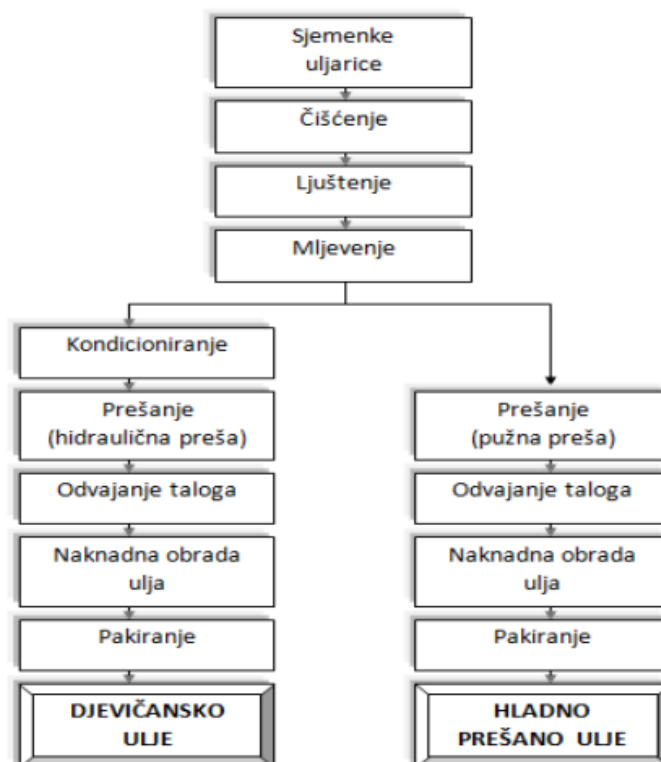 Sjemenke
uljarice
Čišćenje
Ljuštenje
Mljevenje
Kondicioniranje
Prešanje
(hidraulična preša)
Odvajanje taloga
Naknadna obrada
ulja
Pakiranje
DJEVIČANSKO
ULJE
Prešanje
(pužna preša)
Odvajanje taloga
Naknadna obrada
ulja
Pakiranje
HLADNO
PREŠANO ULJE